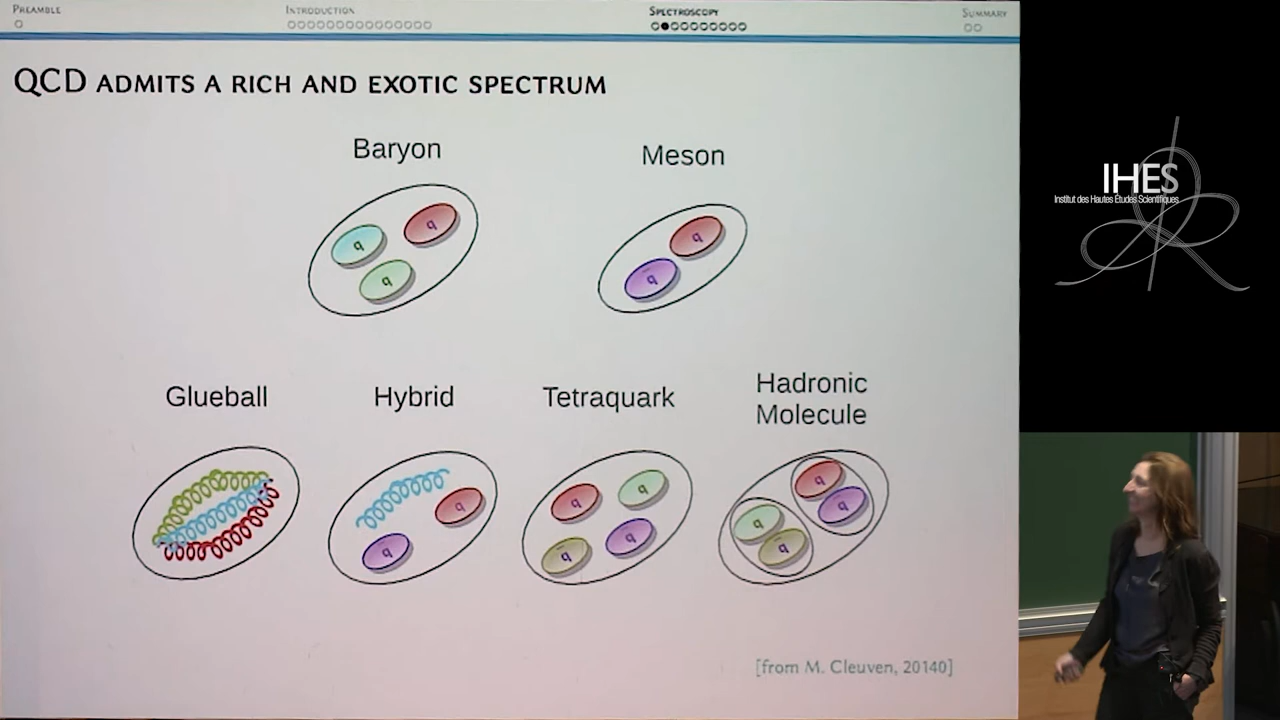 PREAMBLE
INTRODUCTION
SPECTROSCOPY
SUMMARY
QCD ADMITS A RICH AND EXOTIC SPECTRUM
Baryon
Meson
q
q
q
q
q̄
Glueball
Hybrid
Tetraquark
Hadronic
Molecule
q
q
q
q
q̄
q
q
q
q
q̄
[from M. Cleuven, 20140]
IHES
Institut des Hautes Études Scientifiques